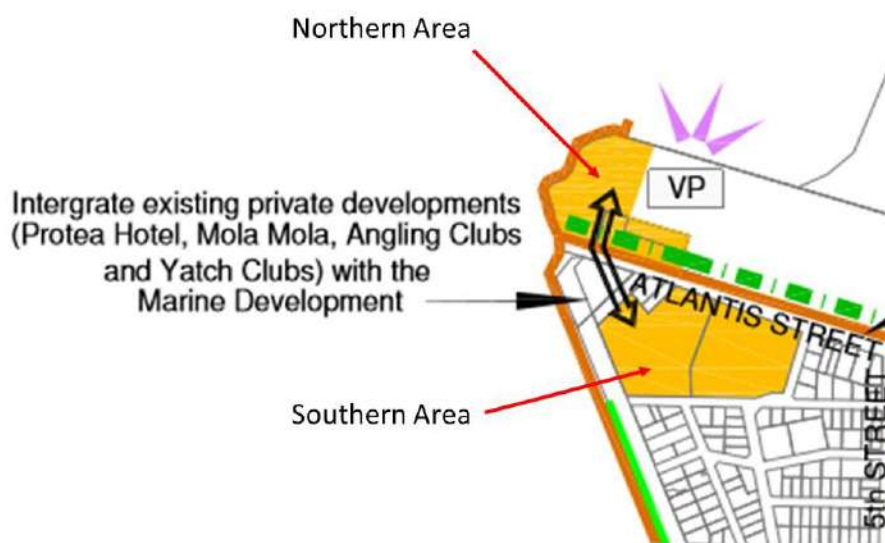 Northern Area
VP
Intergrate existing private developments
(Protea Hotel, Mola Mola, Angling Clubs
and Yatch Clubs) with the
Marine Development
ATLANTIS STREET
Southern Area
5th STREET